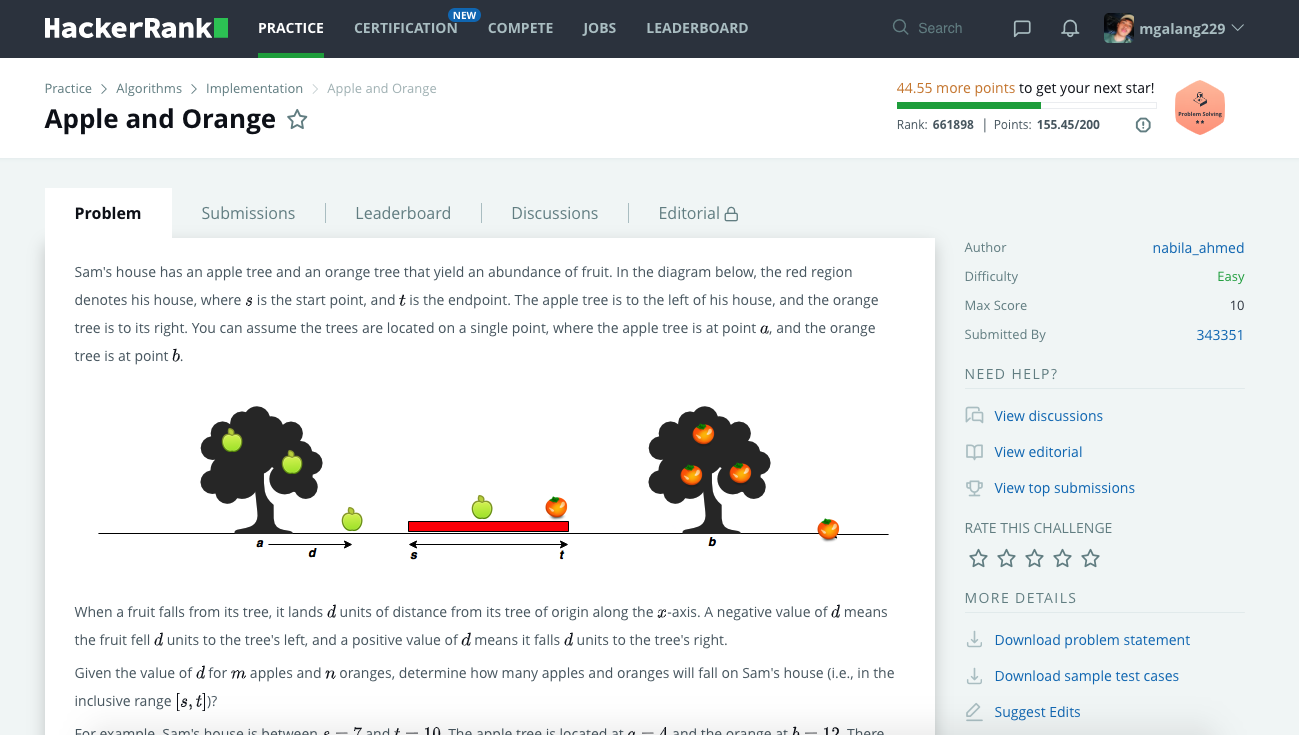 HackerRank PRACTICE CERTIFICATION NEW COMPETE JOBS LEADERBOARD Search mgalang229
Practice > Algorithms > Implementation > Apple and Orange
Apple and Orange
44.55 more points to get your next star!
Rank: 661898 | Points: 155.45/200
Problem Solving
Problem Submissions Leaderboard Discussions Editorial
Sam's house has an apple tree and an orange tree that yield an abundance of fruit. In the diagram below, the red region
denotes his house, where s is the start point, and t is the endpoint. The apple tree is to the left of his house, and the orange
tree is to its right. You can assume the trees are located on a single point, where the apple tree is at point a, and the orange
tree is at point b.
a d s t b
When a fruit falls from its tree, it lands d units of distance from its tree of origin along the x-axis. A negative value of d means
the fruit fell d units to the tree's left, and a positive value of d means it falls d units to the tree's right.
Given the value of d for m apples and n oranges, determine how many apples and oranges will fall on Sam's house (i.e., in the
inclusive range [s, t])?
For example, Sam's house is between s = 7 and t = 10. The apple tree is located at a = 4 and the orange at b = 12. There
Author nabila_ahmed
Difficulty Easy
Max Score 10
Submitted By 343351
NEED HELP?
View discussions
View editorial
View top submissions
RATE THIS CHALLENGE
MORE DETAILS
Download problem statement
Download sample test cases
Suggest Edits